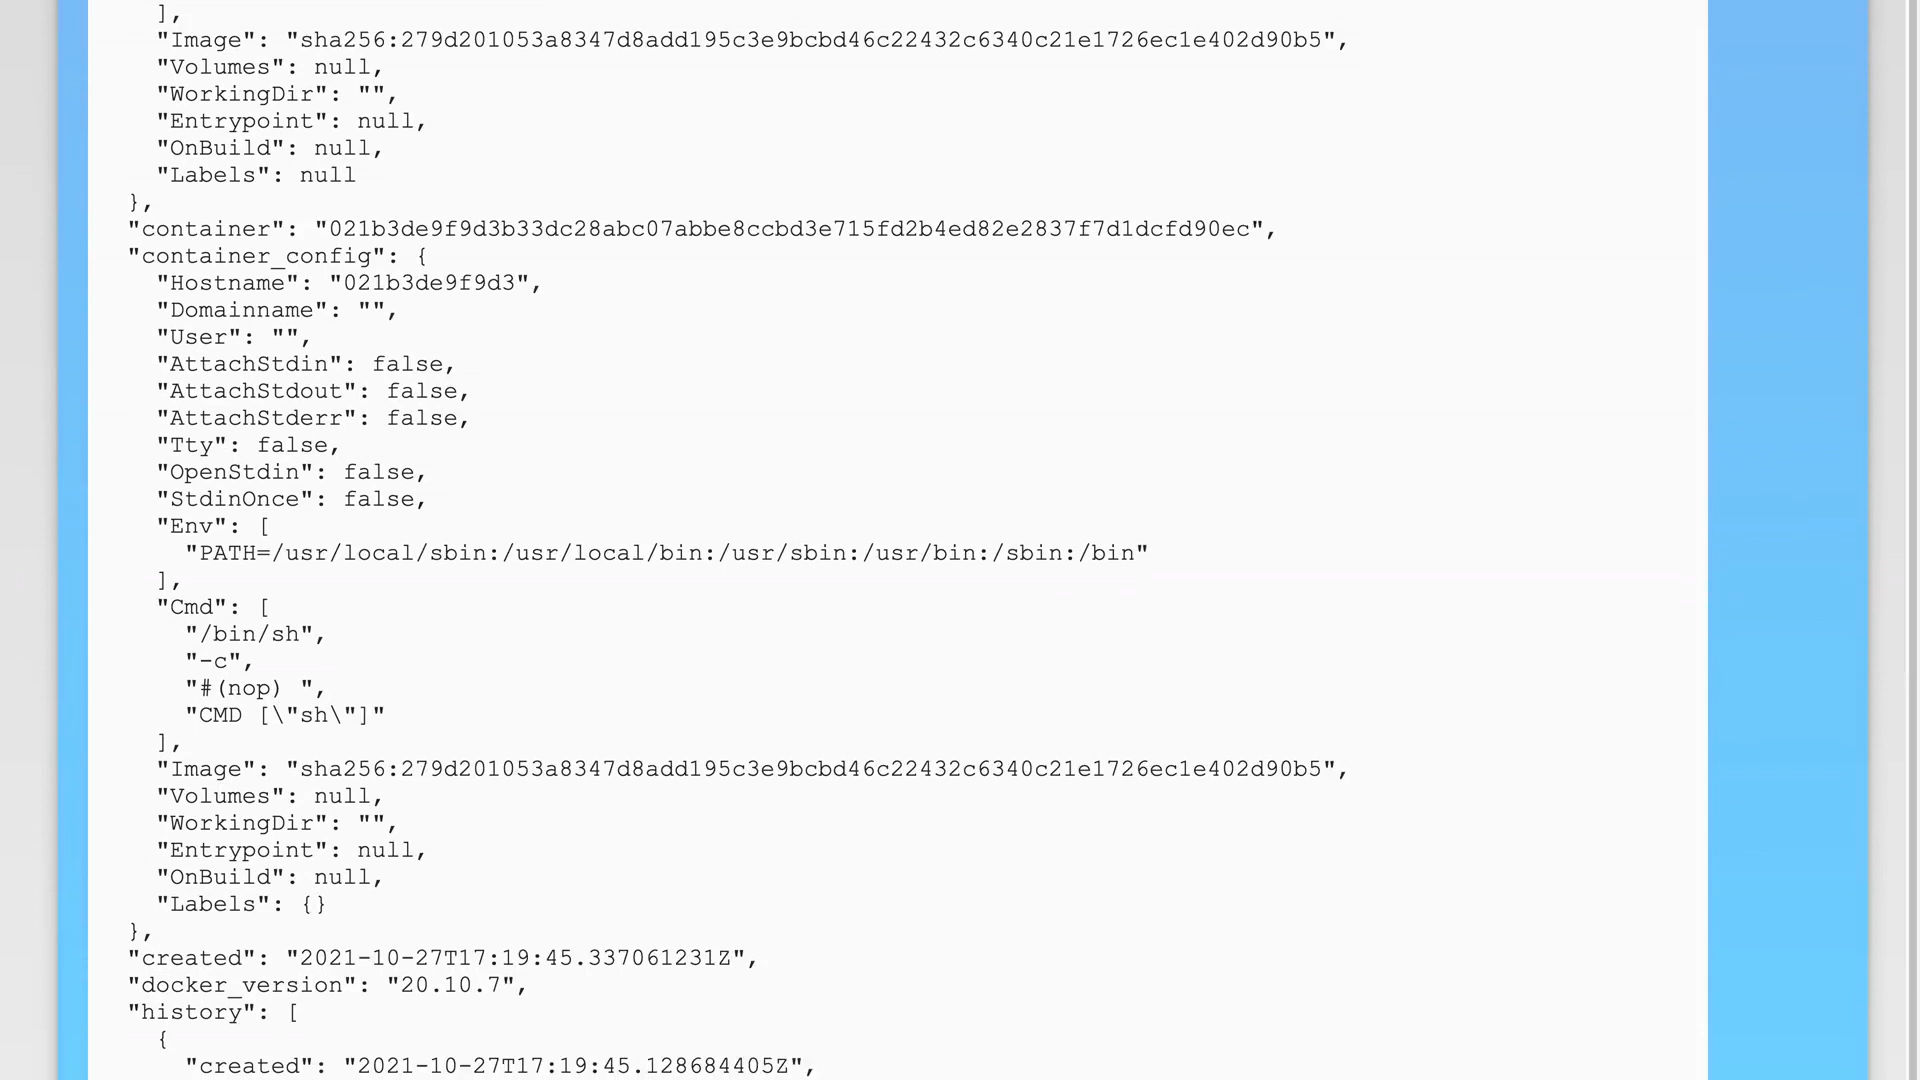 ],
"Image": "sha256:279d201053a8347d8add195c3e9bcbd46c22432c6340c21e1726ec1e402d90b5",
"Volumes": null,
"WorkingDir": "",
"Entrypoint": null,
"OnBuild": null,
"Labels": null
},
"container": "021b3de9f9d3b33dc28abc07abbe8ccbd3e715fd2b4ed82e2837f7d1dcfd90ec",
"container_config": {
"Hostname": "021b3de9f9d3",
"Domainname": "",
"User": "",
"AttachStdin": false,
"AttachStdout": false,
"AttachStderr": false,
"Tty": false,
"OpenStdin": false,
"StdinOnce": false,
"Env": [
"PATH=/usr/local/sbin:/usr/local/bin:/usr/sbin:/usr/bin:/sbin:/bin"
],
"Cmd": [
"/bin/sh",
"-c",
"#(nop) ",
"CMD [\"sh\"]"
],
"Image": "sha256:279d201053a8347d8add195c3e9bcbd46c22432c6340c21e1726ec1e402d90b5",
"Volumes": null,
"WorkingDir": "",
"Entrypoint": null,
"OnBuild": null,
"Labels": {}
},
"created": "2021-10-27T17:19:45.337061231Z",
"docker_version": "20.10.7",
"history": [
{
"created": "2021-10-27T17:19:45.128684405Z",